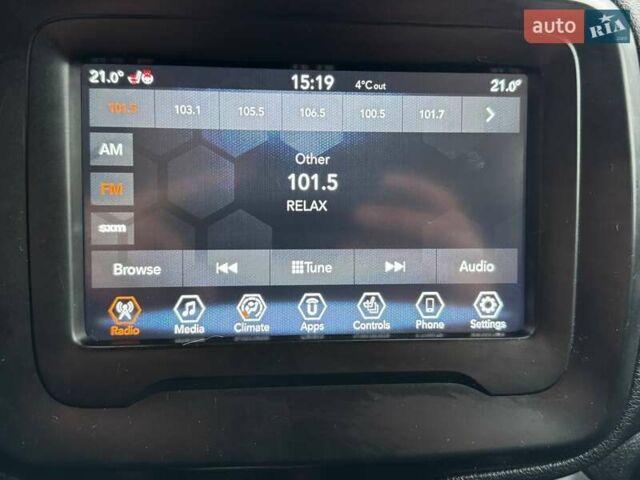 auto RIA.com
21.0° 15:19 4°C out 21.0°
101.5 103.1 105.5 106.5 100.5 101.7
AM
FM
sxm
Other
101.5
RELAX
Browse Tune Audio
Radio Media Climate Apps Controls Phone Settings